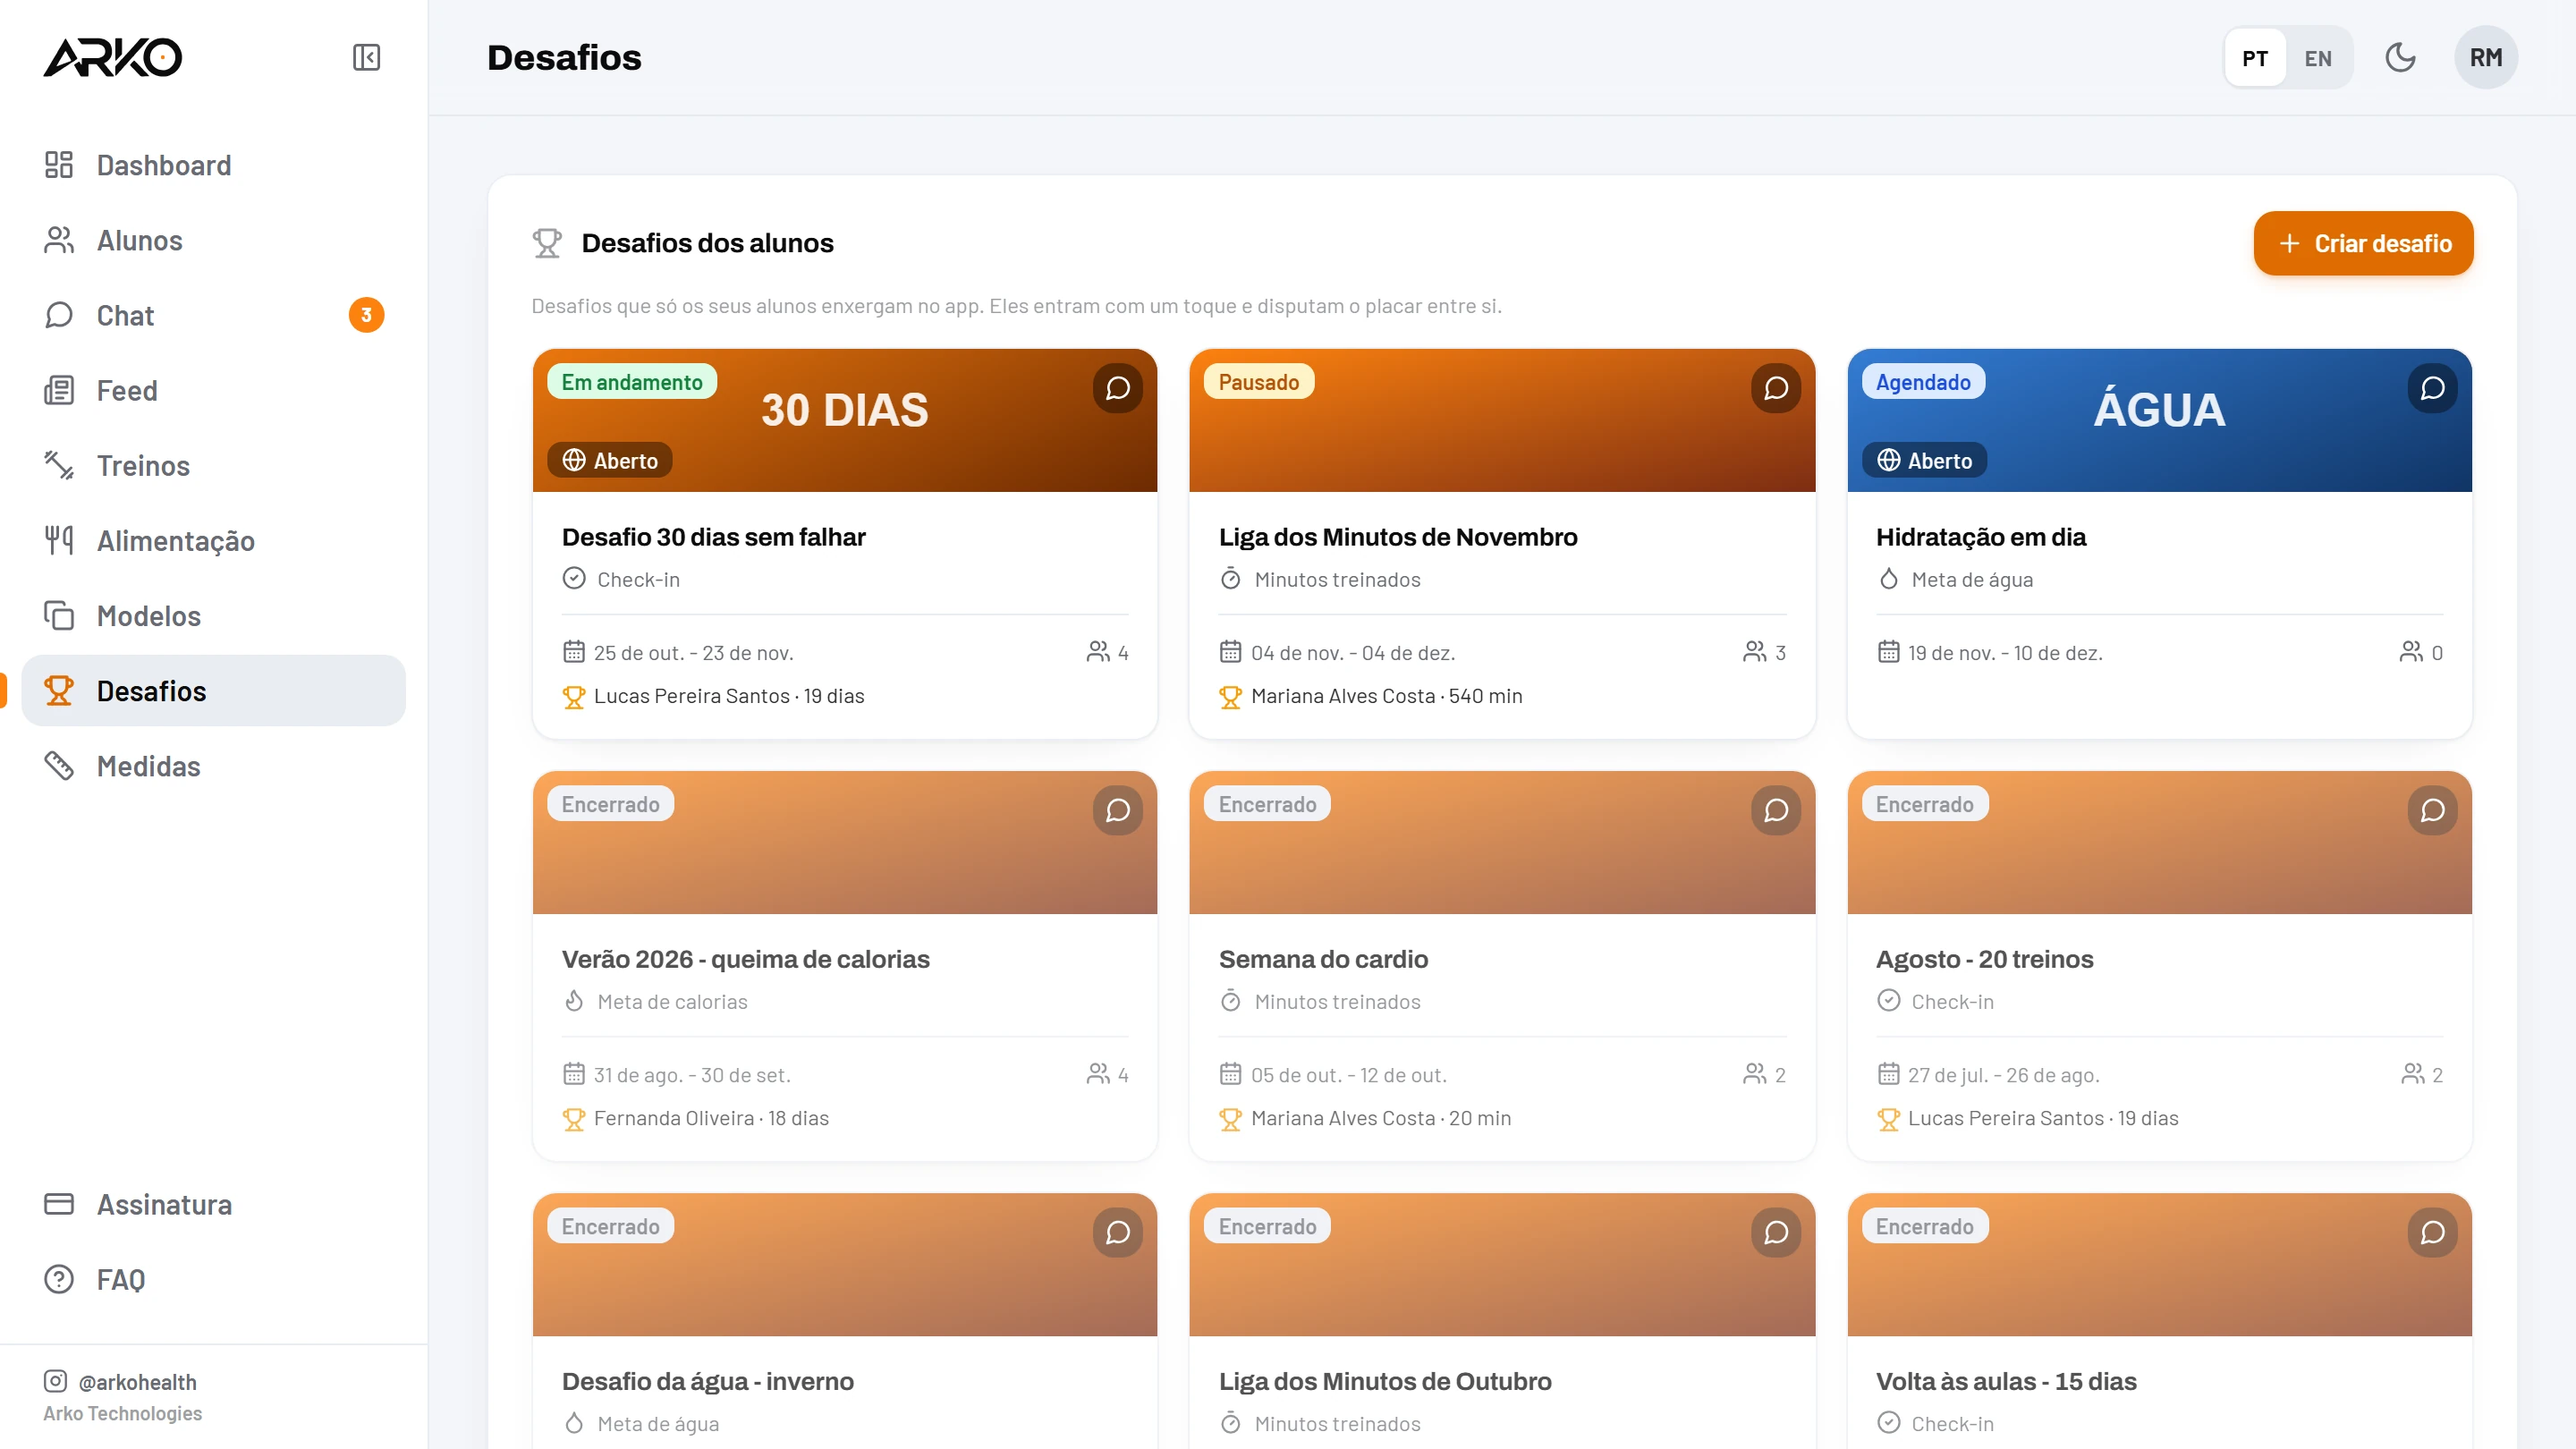 ARKO
Dashboard
Alunos
Chat
3
Feed
Treinos
Alimentação
Modelos
Desafios
Medidas
Assinatura
FAQ
@arkohealth
Arko Technologies
Desafios
PT
EN
RM
Desafios dos alunos
Criar desafio
Desafios que só os seus alunos enxergam no app. Eles entram com um toque e disputam o placar entre si.
Em andamento
30 DIAS
Aberto
Desafio 30 dias sem falhar
Check-in
25 de out. - 23 de nov.
4
Lucas Pereira Santos · 19 dias
Pausado
Liga dos Minutos de Novembro
Minutos treinados
04 de nov. - 04 de dez.
3
Mariana Alves Costa · 540 min
Agendado
ÁGUA
Aberto
Hidratação em dia
Meta de água
19 de nov. - 10 de dez.
0
Encerrado
Verão 2026 - queima de calorias
Meta de calorias
31 de ago. - 30 de set.
4
Fernanda Oliveira · 18 dias
Encerrado
Semana do cardio
Minutos treinados
05 de out. - 12 de out.
2
Mariana Alves Costa · 20 min
Encerrado
Agosto - 20 treinos
Check-in
27 de jul. - 26 de ago.
2
Lucas Pereira Santos · 19 dias
Encerrado
Desafio da água - inverno
Meta de água
Encerrado
Liga dos Minutos de Outubro
Minutos treinados
Encerrado
Volta às aulas - 15 dias
Check-in